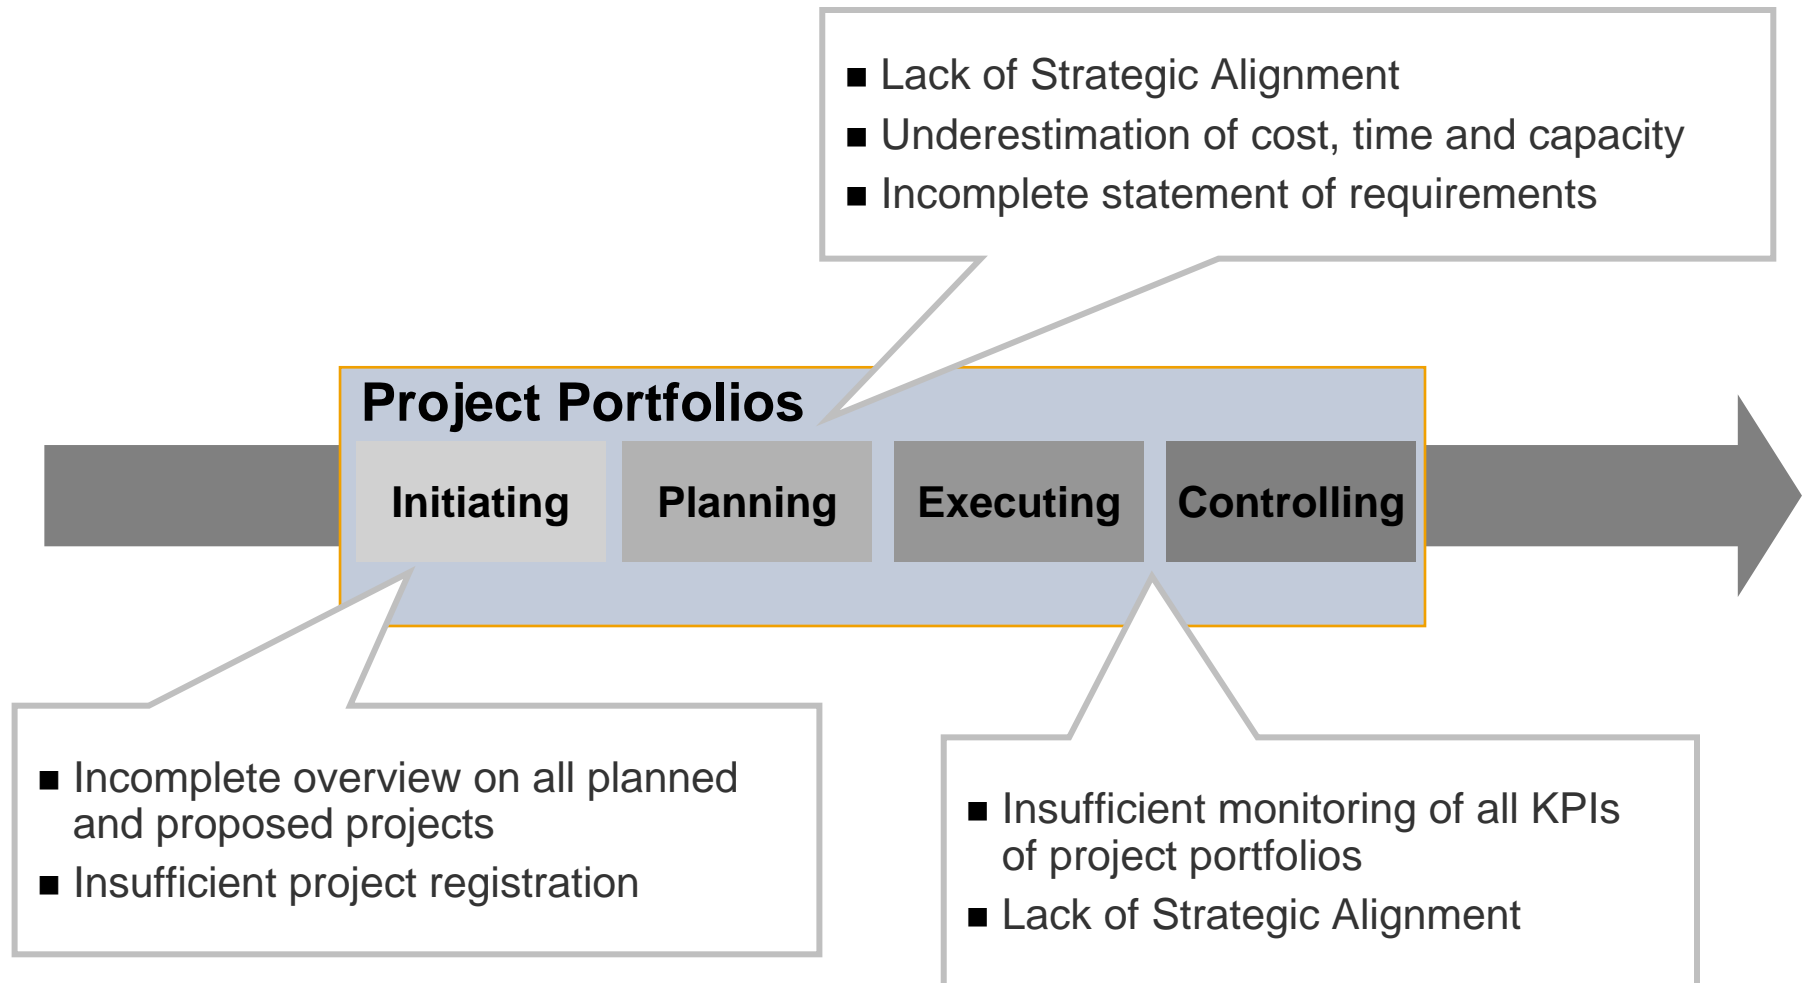 ■ Lack of Strategic Alignment
■ Underestimation of cost, time and capacity
■ Incomplete statement of requirements
Project Portfolios
Initiating
Planning
Executing
Controlling
■ Incomplete overview on all planned
and proposed projects
■ Insufficient project registration
■ Insufficient monitoring of all KPIs
of project portfolios
■ Lack of Strategic Alignment